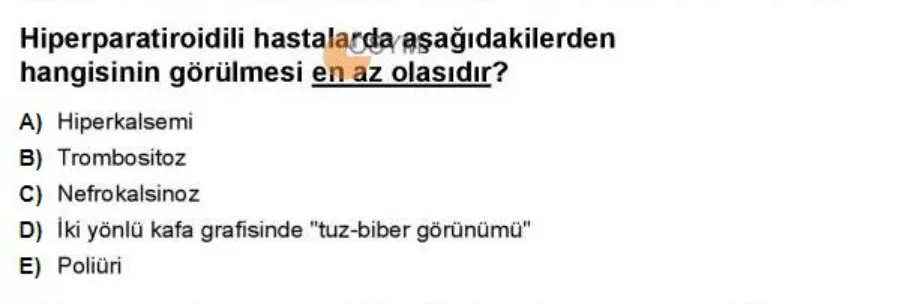 Hiperparatiroidili hastalarda aşağıdakilerden
hangisinin görülmesi en az olasıdır?
A) Hiperkalsemi
B) Trombositoz
C) Nefrokalsinoz
D) İki yönlü kafa grafisinde "tuz-biber görünümü"
E) Poliüri